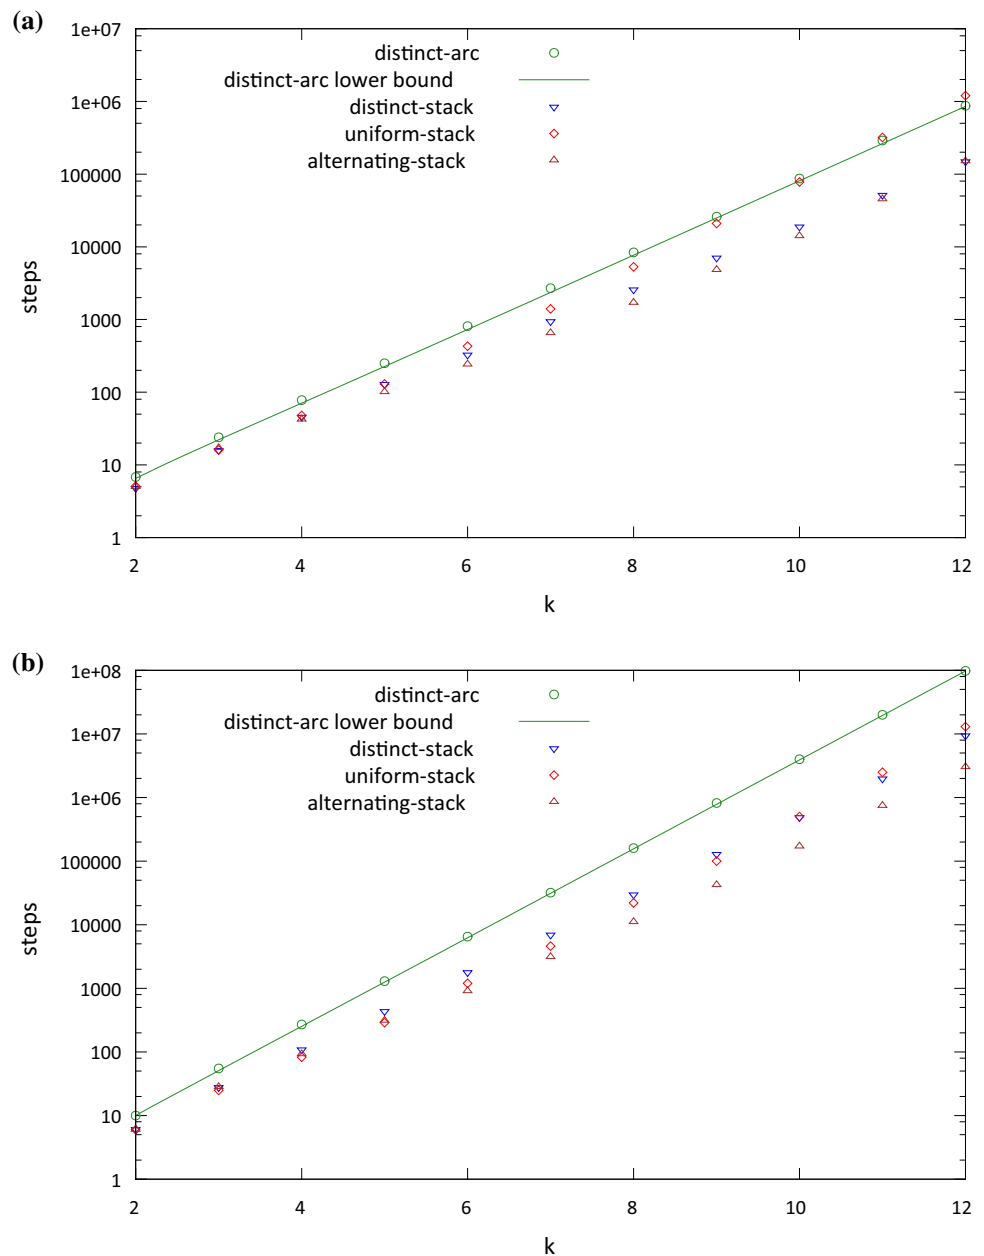 (a)
1e+07
1e+06
100000
10000
1000
100
10
1
steps
distinct-arc
distinct-arc lower bound
distinct-stack
uniform-stack
alternating-stack
2 4 6 8 10 12
k
(b)
1e+08
1e+07
1e+06
100000
10000
1000
100
10
1
steps
distinct-arc
distinct-arc lower bound
distinct-stack
uniform-stack
alternating-stack
2 4 6 8 10 12
k